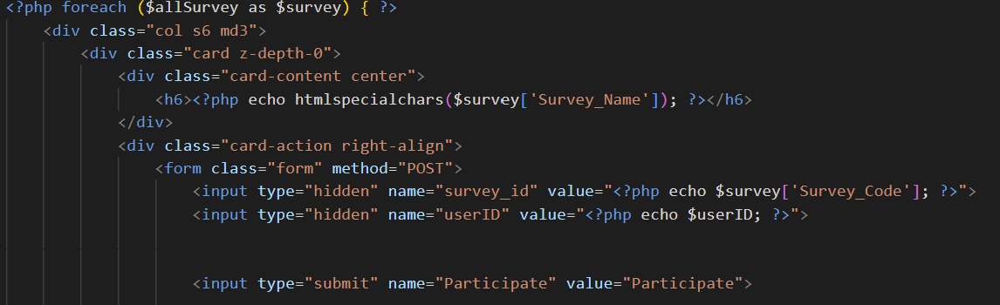 <?php foreach ($allSurvey as $survey) { ?>
<div class="col s6 md3">
<div class="card z-depth-0">
<div class="card-content center">
<h6><?php echo htmlspecialchars($survey['Survey_Name']); ?></h6>
</div>
<div class="card-action right-align">
<form class="form" method="POST">
<input type="hidden" name="survey_id" value="<?php echo $survey['Survey_Code']; ?>">
<input type="hidden" name="userID" value="<?php echo $userID; ?>">
<input type="submit" name="Participate" value="Participate">